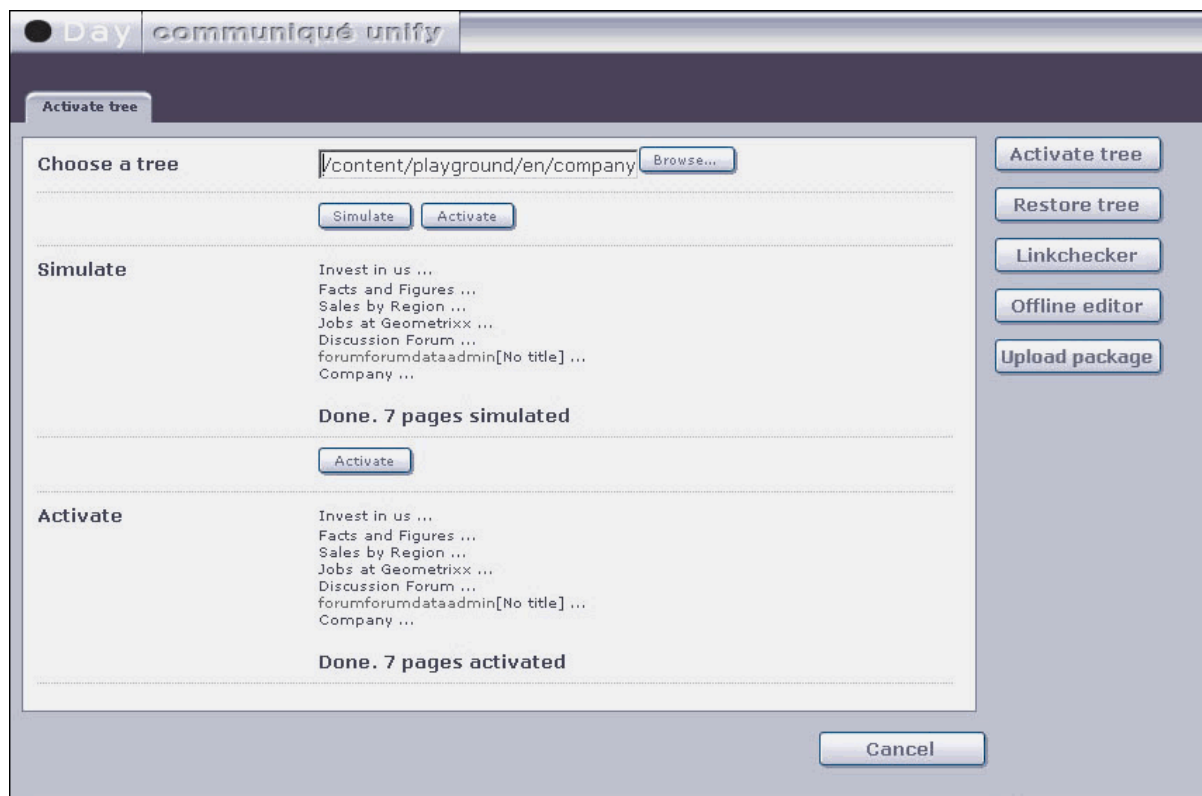 Day communiqué unify
Activate tree
Choose a tree
/content/playground/en/company
Browse...
Simulate
Activate
Simulate
Invest in us ...
Facts and Figures ...
Sales by Region ...
Jobs at Geometrixx ...
Discussion Forum ...
forumforumdataadmin[No title] ...
Company ...
Done. 7 pages simulated
Activate
Activate
Invest in us ...
Facts and Figures ...
Sales by Region ...
Jobs at Geometrixx ...
Discussion Forum ...
forumforumdataadmin[No title] ...
Company ...
Done. 7 pages activated
Activate tree
Restore tree
Linkchecker
Offline editor
Upload package
Cancel